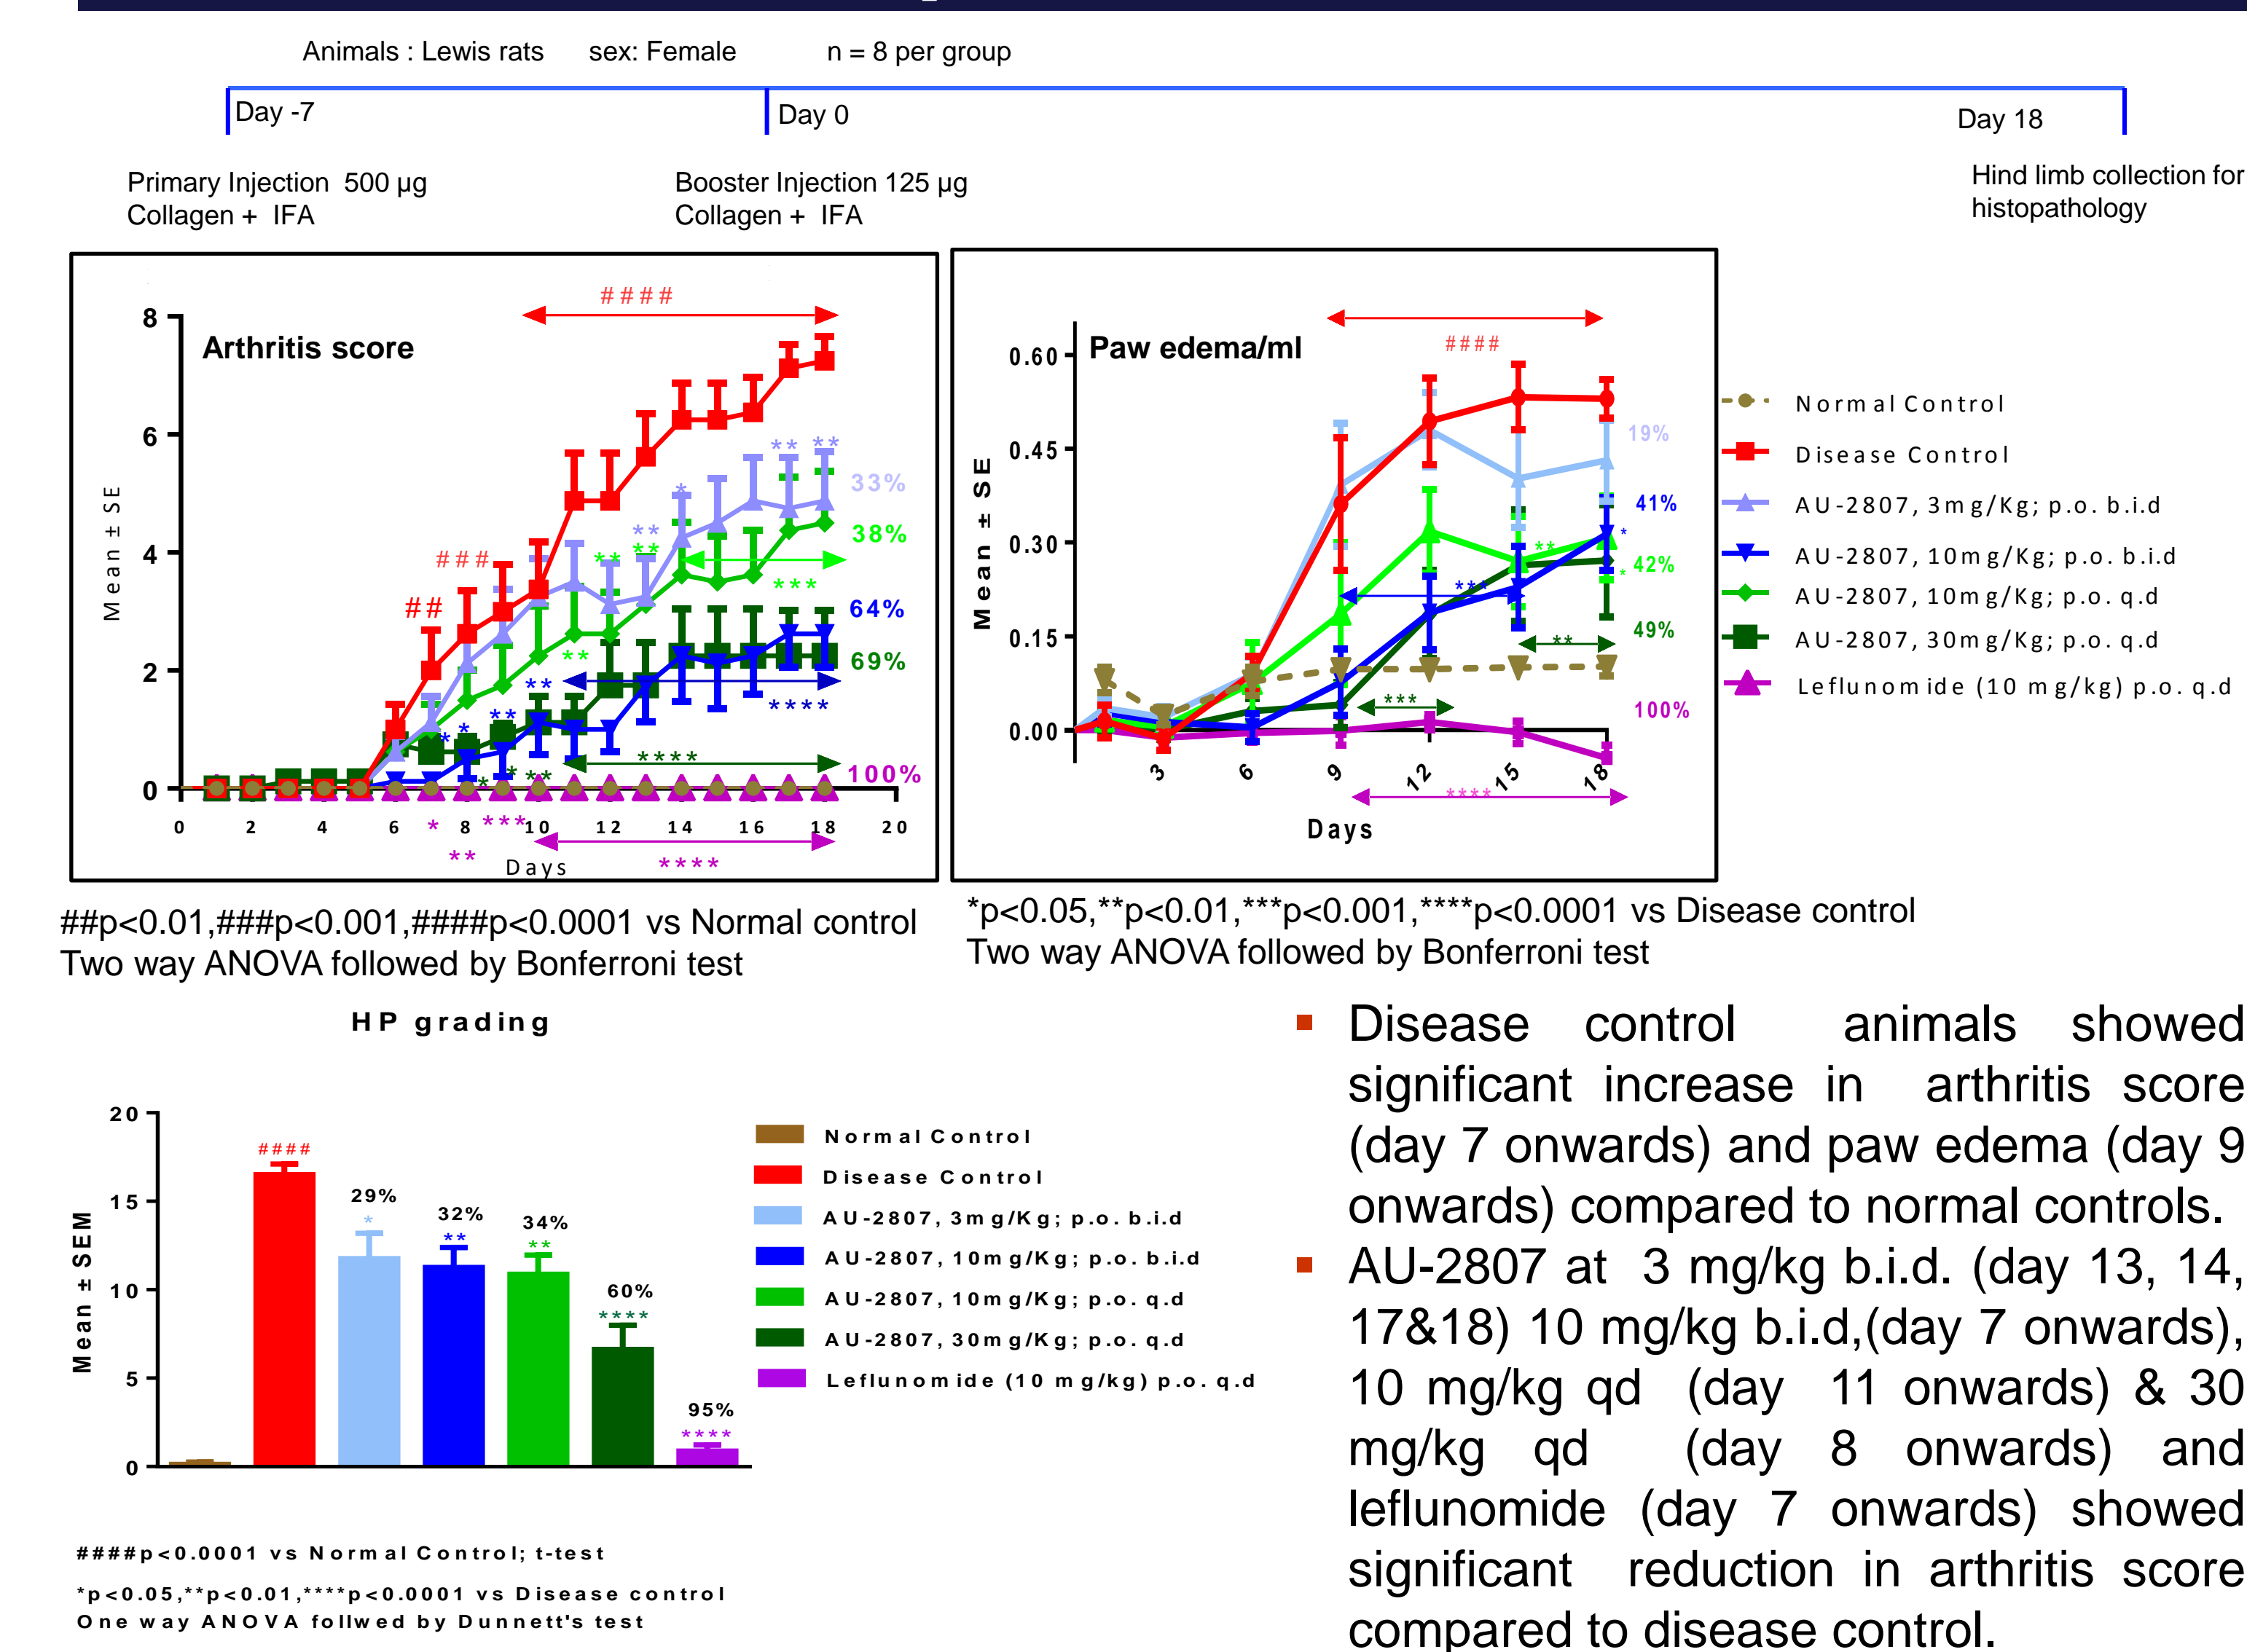 Animals : Lewis rats sex: Female n = 8 per group
Day -7
Day 0
Day 18
Primary Injection 500 µg
Collagen + IFA
Booster Injection 125 µg
Collagen + IFA
Hind limb collection for
histopathology
Arthritis score
Mean ± SE
8
6
4
2
0
0 2 4 6 8 10 12 14 16 18 20
Days
##
###
####
*
**
**
*
**
**
**
**
**
***
33%
38%
64%
69%
100%
*
*
**
*
*
**
****
****
*
**
***
****
Paw edema/ml
Mean ± SE
0.60
0.45
0.30
0.15
0.00
3 6 9 12 15 18
Days
####
19%
41%
42%
49%
100%
***
**
*
*
**
***
****
Normal Control
Disease Control
AU-2807, 3mg/Kg; p.o. b.i.d
AU-2807, 10mg/Kg; p.o. b.i.d
AU-2807, 10mg/Kg; p.o. q.d
AU-2807, 30mg/Kg; p.o. q.d
Leflunomide (10 mg/kg) p.o. q.d
##p<0.01,###p<0.001,####p<0.0001 vs Normal control
Two way ANOVA followed by Bonferroni test
*p<0.05,**p<0.01,***p<0.001,****p<0.0001 vs Disease control
Two way ANOVA followed by Bonferroni test
HP grading
Mean ± SEM
20
15
10
5
0
####
29%
*
32%
**
34%
**
60%
****
95%
****
Normal Control
Disease Control
AU-2807, 3mg/Kg; p.o. b.i.d
AU-2807, 10mg/Kg; p.o. b.i.d
AU-2807, 10mg/Kg; p.o. q.d
AU-2807, 30mg/Kg; p.o. q.d
Leflunomide (10 mg/kg) p.o. q.d
####p<0.0001 vs Normal Control; t-test
*p<0.05,**p<0.01,****p<0.0001 vs Disease control
One way ANOVA follwed by Dunnett's test
Disease control animals showed
significant increase in arthritis score
(day 7 onwards) and paw edema (day 9
onwards) compared to normal controls.
AU-2807 at 3 mg/kg b.i.d. (day 13, 14,
17&18) 10 mg/kg b.i.d,(day 7 onwards),
10 mg/kg qd (day 11 onwards) & 30
mg/kg qd (day 8 onwards) and
leflunomide (day 7 onwards) showed
significant reduction in arthritis score
compared to disease control.